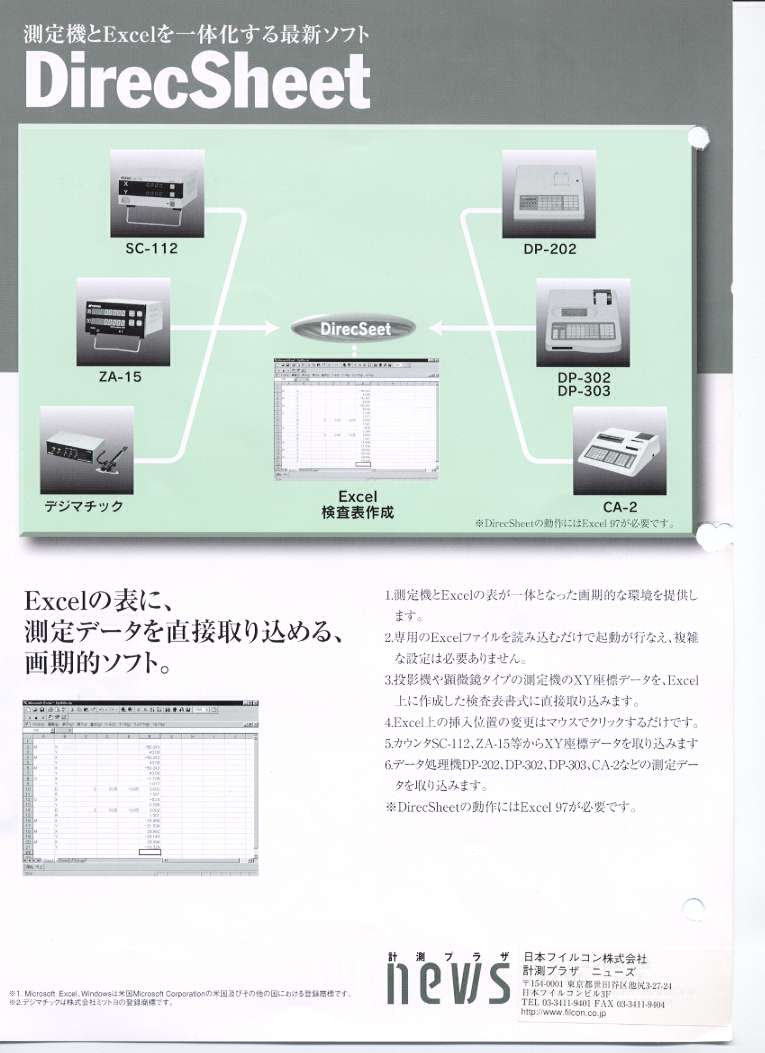 測定機とExcelを一体化する最新ソフト
DirecSheet
SC-112
DP-202
DirecSeet
ZA-15
DP-302
DP-303
デジマチック
Excel
検査表作成
CA-2
※DirecSheetの動作にはExcel 97が必要です。
Excelの表に、
測定データを直接取り込める、
画期的ソフト。
1.測定機とExcelの表が一体となった画期的な環境を提供し
ます。
2.専用のExcelファイルを読み込むだけで起動が行なえ、複雑
な設定は必要ありません。
3.投影機や顕微鏡タイプの測定機のXY座標データを、Excel
上に作成した検査表書式に直接取り込みます。
4.Excel上の挿入位置の変更はマウスでクリックするだけです。
5.カウンタSC-112、ZA-15等からXY座標データを取り込みます
6.データ処理機DP-202、DP-302、DP-303、CA-2などの測定デー
タを取り込みます。
※DirecSheetの動作にはExcel 97が必要です。
計測プラザ
news
日本フイルコン株式会社
計測プラザ ニューズ
〒154-0001 東京都世田谷区池尻3-27-24
日本フイルコンビル3F
TEL 03-3411-9401 FAX 03-3411-9404
http://www.filcon.co.jp
※1. Microsoft Excel, Windowsは米国Microsoft Corporationの米国及びその他の国における登録商標です。
※2.デジマチックは株式会社ミツトヨの登録商標です。